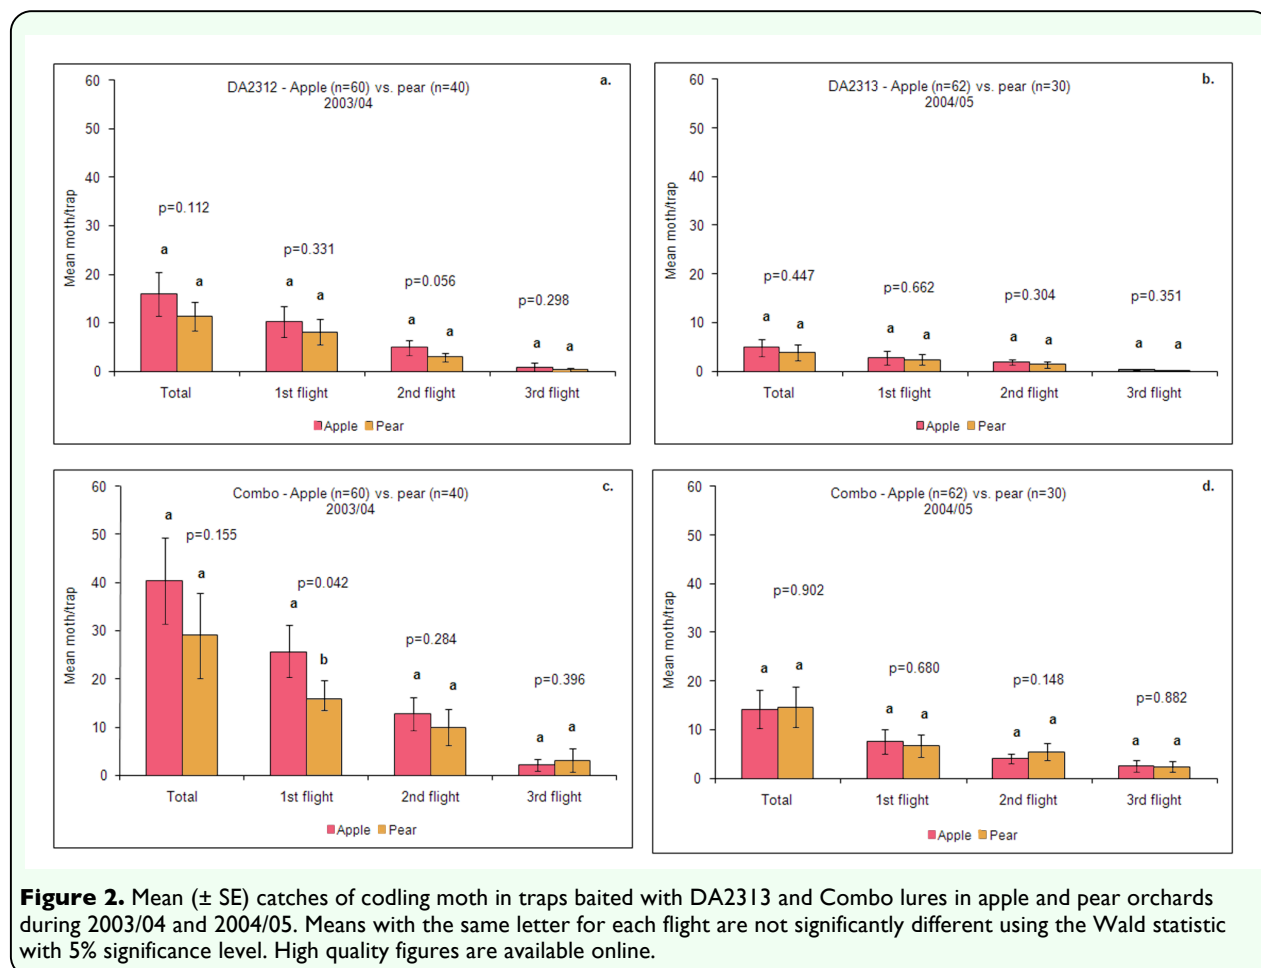 DA2312 - Apple (n=60) vs. pear (n=40)
2003/04
a.
60
50
40
30
20
10
0
Mean moth/trap
p=0.112
a
a
p=0.331
a
a
p=0.056
a
a
p=0.298
a
a
Total
1st flight
2nd flight
3rd flight
Apple
Pear
DA2313 - Apple (n=62) vs. pear (n=30)
2004/05
b.
60
50
40
30
20
10
0
Mean moth/trap
p=0.447
a
a
p=0.662
a
a
p=0.304
a
a
p=0.351
a
a
Total
1st flight
2nd flight
3rd flight
Apple
Pear
Combo - Apple (n=60) vs. pear (n=40)
2003/04
c.
60
50
40
30
20
10
0
Mean moth/trap
a
p=0.155
a
p=0.042
a
b
p=0.284
a
a
p=0.396
a
a
Total
1st flight
2nd flight
3rd flight
Apple
Pear
Combo - Apple (n=62) vs. pear (n=30)
2004/05
d.
60
50
40
30
20
10
0
Mean moth/trap
p=0.902
a
a
p=0.680
a
a
p=0.148
a
a
p=0.882
a
a
Total
1st flight
2nd flight
3rd flight
Apple
Pear
Figure 2. Mean (± SE) catches of codling moth in traps baited with DA2313 and Combo lures in apple and pear orchards
during 2003/04 and 2004/05. Means with the same letter for each flight are not significantly different using the Wald statistic
with 5% significance level. High quality figures are available online.